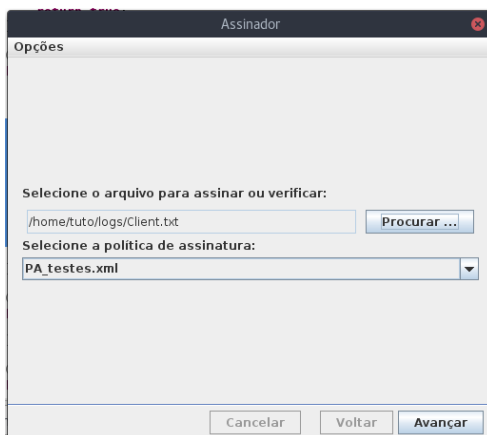 Assinador
Opções
Selecione o arquivo para assinar ou verificar:
/home/tuto/logs/Client.txt
Procurar ...
Selecione a política de assinatura:
PA_testes.xml
Cancelar
Voltar
Avançar